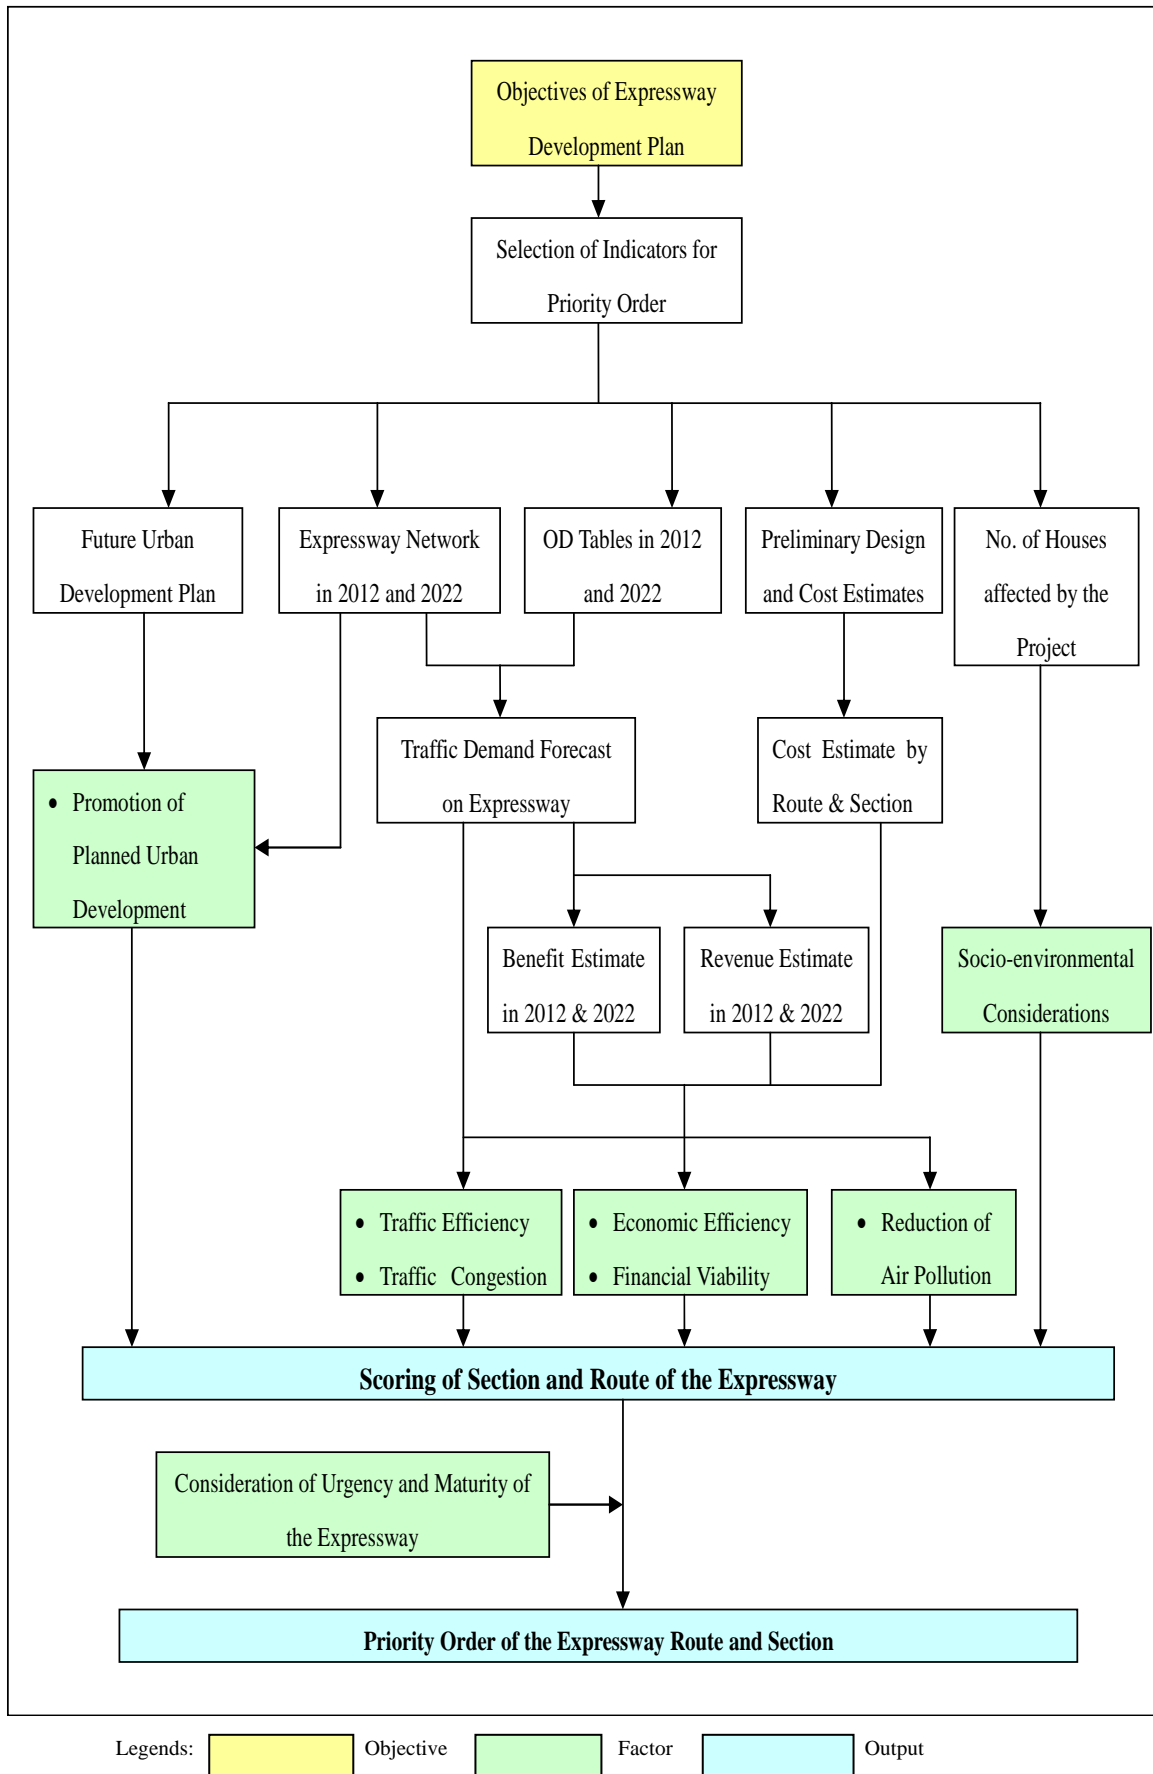 Objectives of Expressway
Development Plan
Selection of Indicators for
Priority Order
Future Urban
Development Plan
Expressway Network
in 2012 and 2022
OD Tables in 2012
and 2022
Preliminary Design
and Cost Estimates
No. of Houses
affected by the
Project
Traffic Demand Forecast
on Expressway
Cost Estimate by
Route & Section
• Promotion of
Planned Urban
Development
Benefit Estimate
in 2012 & 2022
Revenue Estimate
in 2012 & 2022
Socio-environmental
Considerations
• Traffic Efficiency
• Traffic Congestion
• Economic Efficiency
• Financial Viability
• Reduction of
Air Pollution
Scoring of Section and Route of the Expressway
Consideration of Urgency and Maturity of
the Expressway
Priority Order of the Expressway Route and Section
Legends: Objective Factor Output